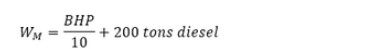 W_M = BHP/10 + 200 tons diesel